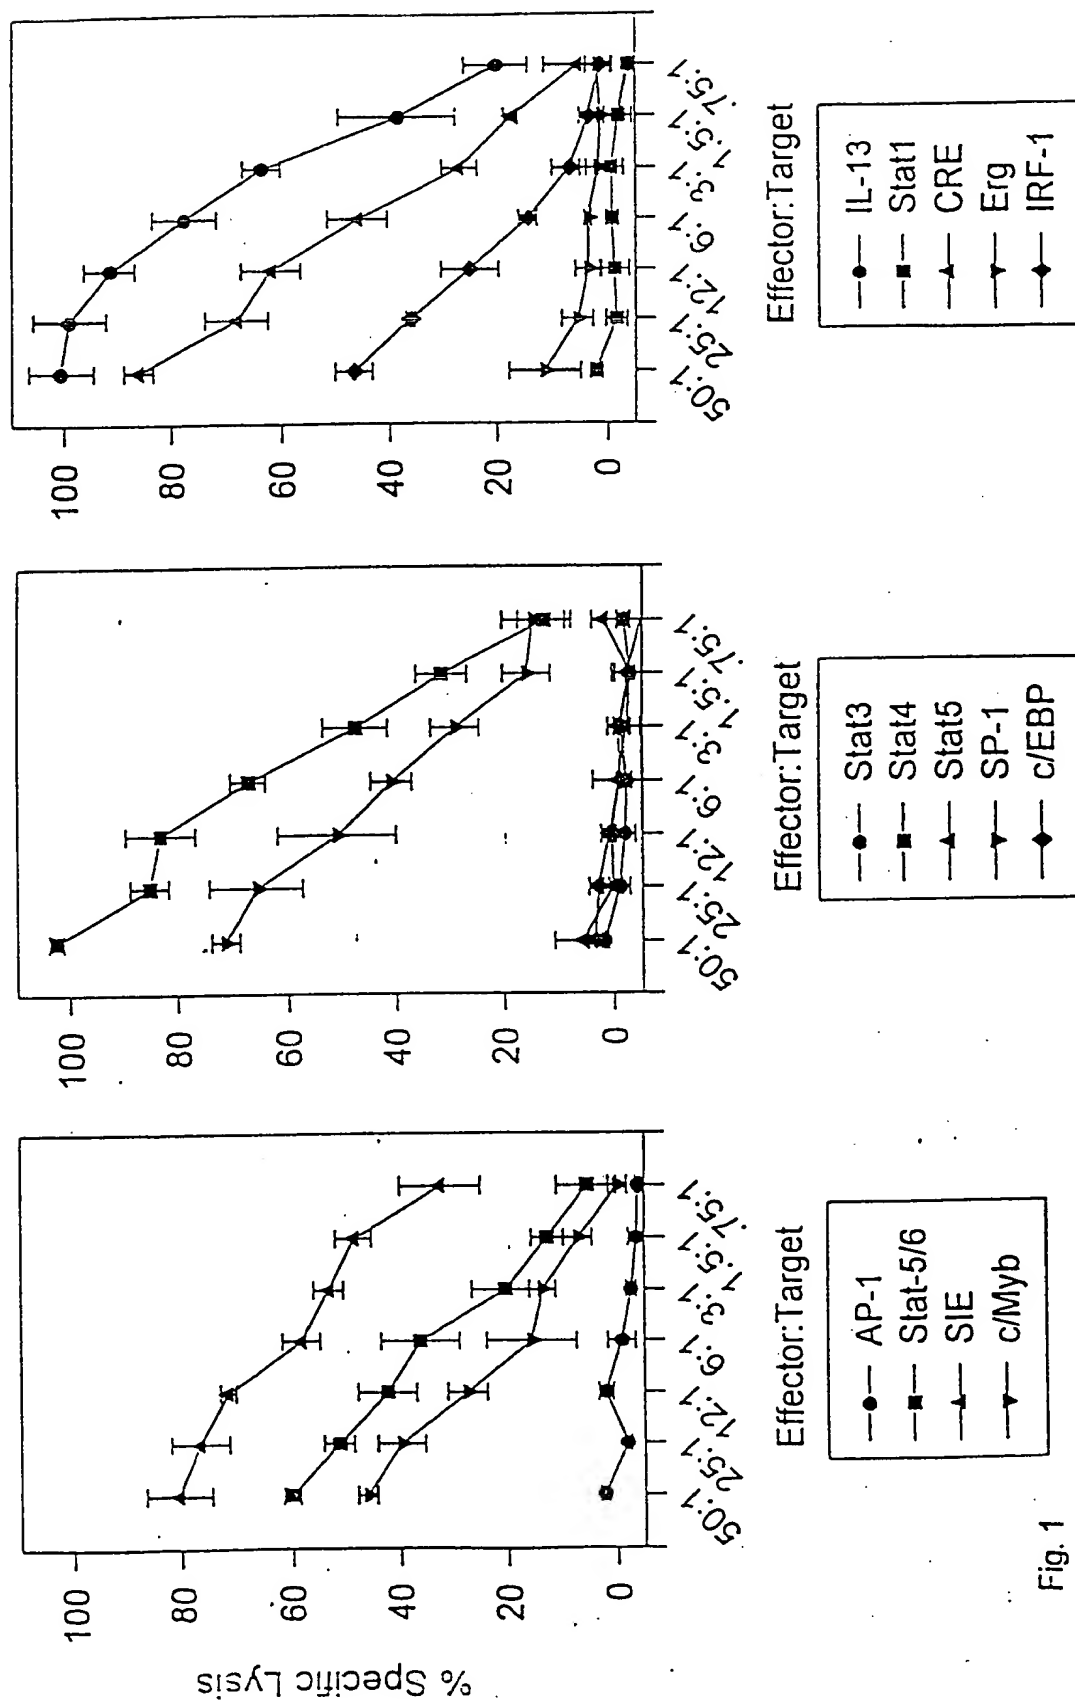 % Specific Lysis
100
80
60
40
20
0
50:1
25:1
12:1
6:1
3:1
1.5:1
.75:1
Effector:Target
AP-1
Stat-5/6
SIE
c/Myb
100
80
60
40
20
0
50:1
25:1
12:1
6:1
3:1
1.5:1
.75:1
Effector:Target
Stat3
Stat4
Stat5
SP-1
c/EBP
100
80
60
40
20
0
50:1
25:1
12:1
6:1
3:1
1.5:1
.75:1
Effector:Target
IL-13
Stat1
CRE
Erg
IRF-1
Fig. 1